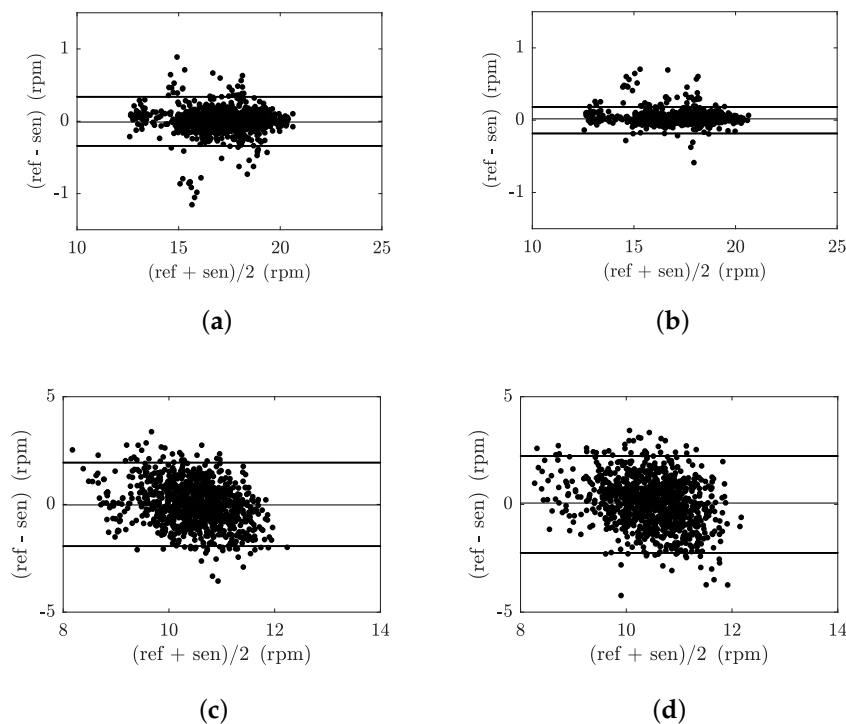 1
0
-1
(ref - sen) (rpm)
10 15 20 25
(ref + sen)/2 (rpm)
(a)
1
0
-1
(ref - sen) (rpm)
10 15 20 25
(ref + sen)/2 (rpm)
(b)
5
0
-5
(ref - sen) (rpm)
8 10 12 14
(ref + sen)/2 (rpm)
(c)
5
0
-5
(ref - sen) (rpm)
8 10 12 14
(ref + sen)/2 (rpm)
(d)